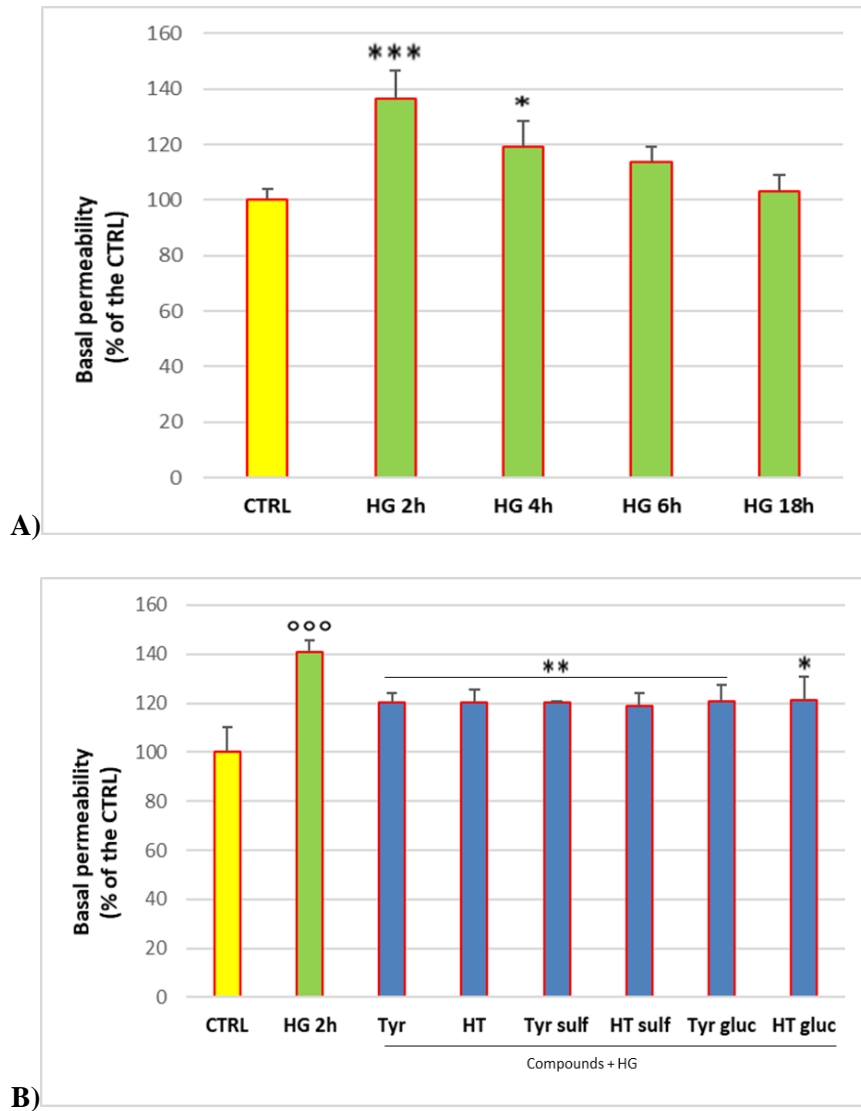 160
140
120
100
80
60
40
20
0
Basal permeability
(% of the CTRL)
***
*
CTRL HG 2h HG 4h HG 6h HG 18h
A)
160
140
120
100
80
60
40
20
0
Basal permeability
(% of the CTRL)
°°°
**
*
CTRL HG 2h Tyr HT Tyr sulf HT sulf Tyr gluc HT gluc
Compounds + HG
B)